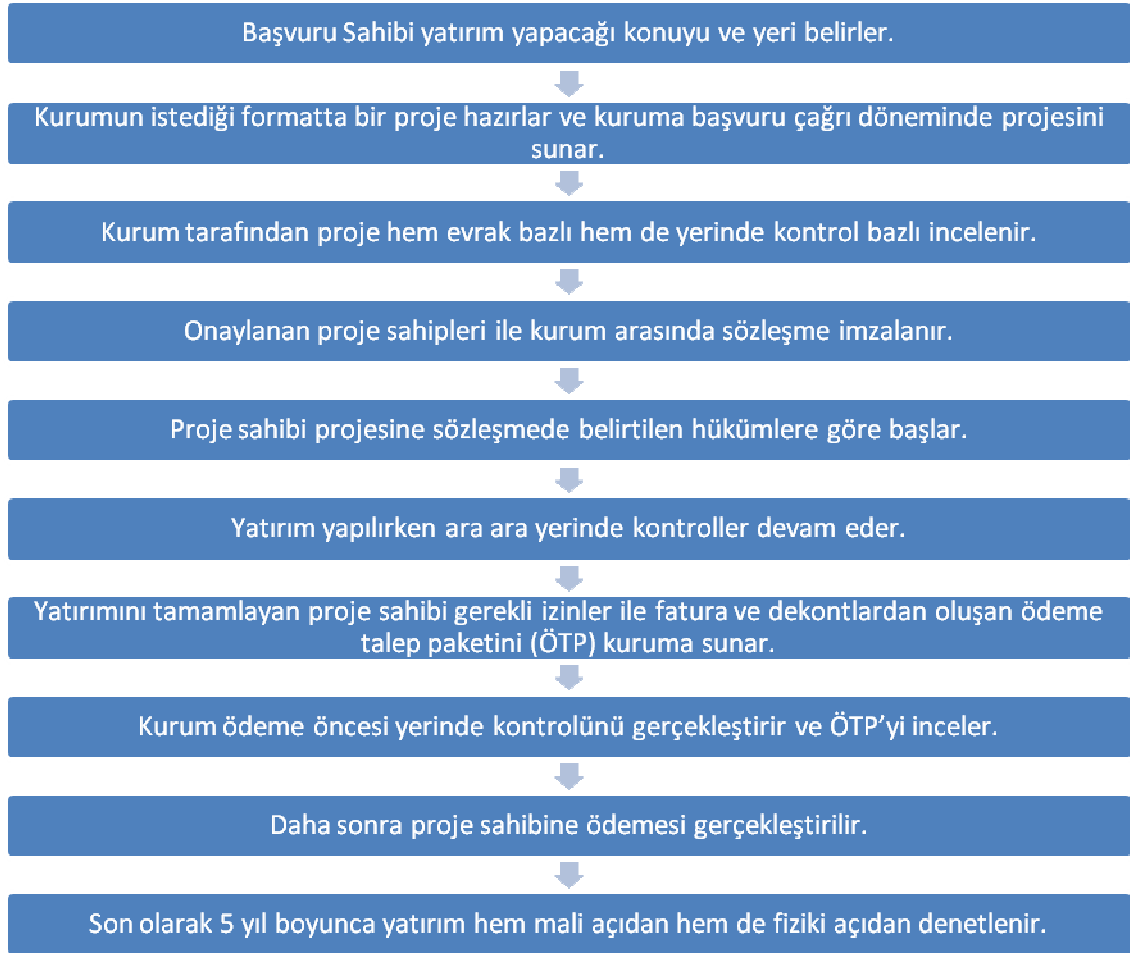 Başvuru Sahibi yatırım yapacağı konuyu ve yeri belirler.
Kurumun istediği formatta bir proje hazırlar ve kuruma başvuru çağrı döneminde projesini
sunar.
Kurum tarafından proje hem evrak bazlı hem de yerinde kontrol bazlı incelenir.
Onaylanan proje sahipleri ile kurum arasında sözleşme imzalanır.
Proje sahibi projesine sözleşmede belirtilen hükümlere göre başlar.
Yatırım yapılırken ara ara yerinde kontroller devam eder.
Yatırımını tamamlayan proje sahibi gerekli izinler ile fatura ve dekontlardan oluşan ödeme
talep paketini (ÖTP) kuruma sunar.
Kurum ödeme öncesi yerinde kontrolünü gerçekleştirir ve ÖTP’yi inceler.
Daha sonra proje sahibine ödemesi gerçekleştirilir.
Son olarak 5 yıl boyunca yatırım hem mali açıdan hem de fiziki açıdan denetlenir.